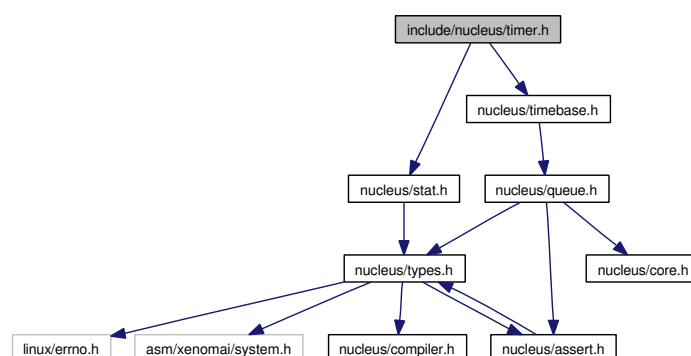 include/nucleus/timer.h
nucleus/timebase.h
nucleus/stat.h
nucleus/queue.h
nucleus/types.h
nucleus/core.h
linux/errno.h
asm/xenomai/system.h
nucleus/compiler.h
nucleus/assert.h